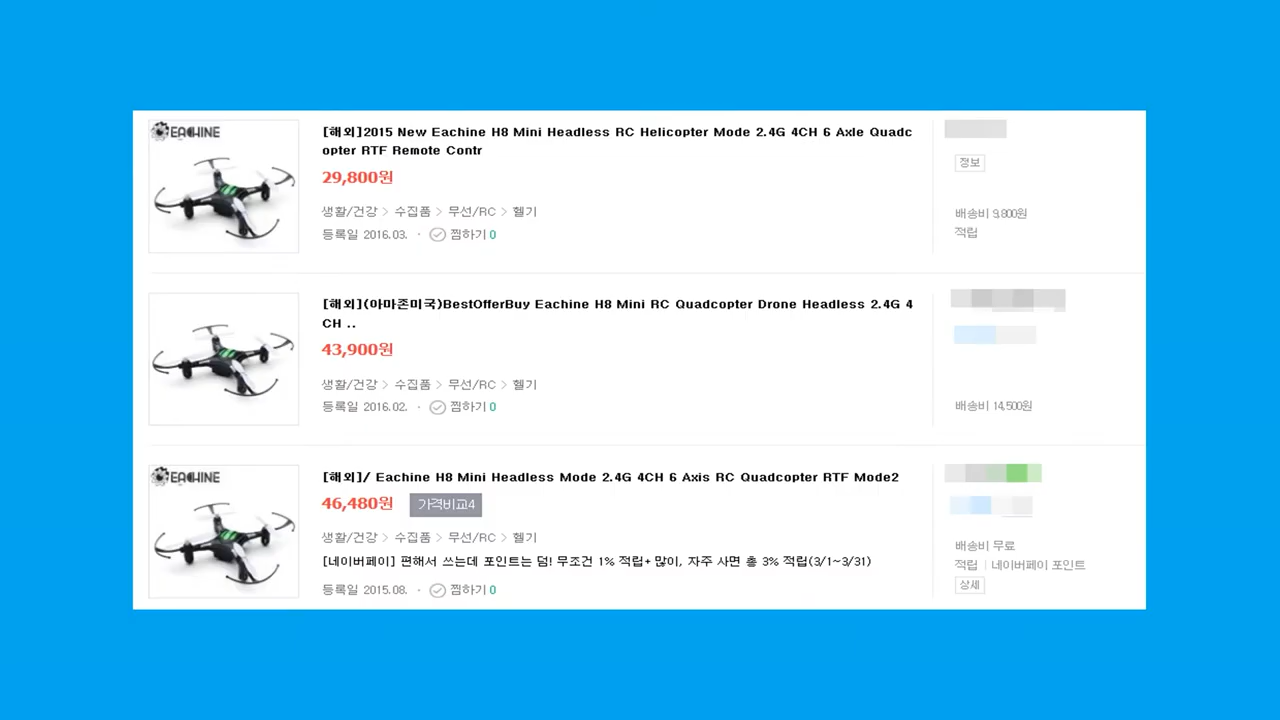 EACHINE
[해외]2015 New Eachine H8 Mini Headless RC Helicopter Mode 2.4G 4CH 6 Axle Quadc
opter RTF Remote Contr
29,800원
생활/건강 > 수집품 > 무선/RC > 헬기
등록일 2016.03. · 찜하기 0
정보
배송비 9,800원
적립
[해외](아마존미국)BestOfferBuy Eachine H8 Mini RC Quadcopter Drone Headless 2.4G 4
CH ..
43,900원
생활/건강 > 수집품 > 무선/RC > 헬기
등록일 2016.02. · 찜하기 0
배송비 14,500원
EACHINE
[해외]/ Eachine H8 Mini Headless Mode 2.4G 4CH 6 Axis RC Quadcopter RTF Mode2
46,480원 가격비교4
생활/건강 > 수집품 > 무선/RC > 헬기
[네이버페이] 편해서 쓰는데 포인트는 덤! 무조건 1% 적립+ 많이, 자주 사면 총 3% 적립(3/1~3/31)
등록일 2015.08. · 찜하기 0
배송비 무료
적립 | 네이버페이 포인트
상세